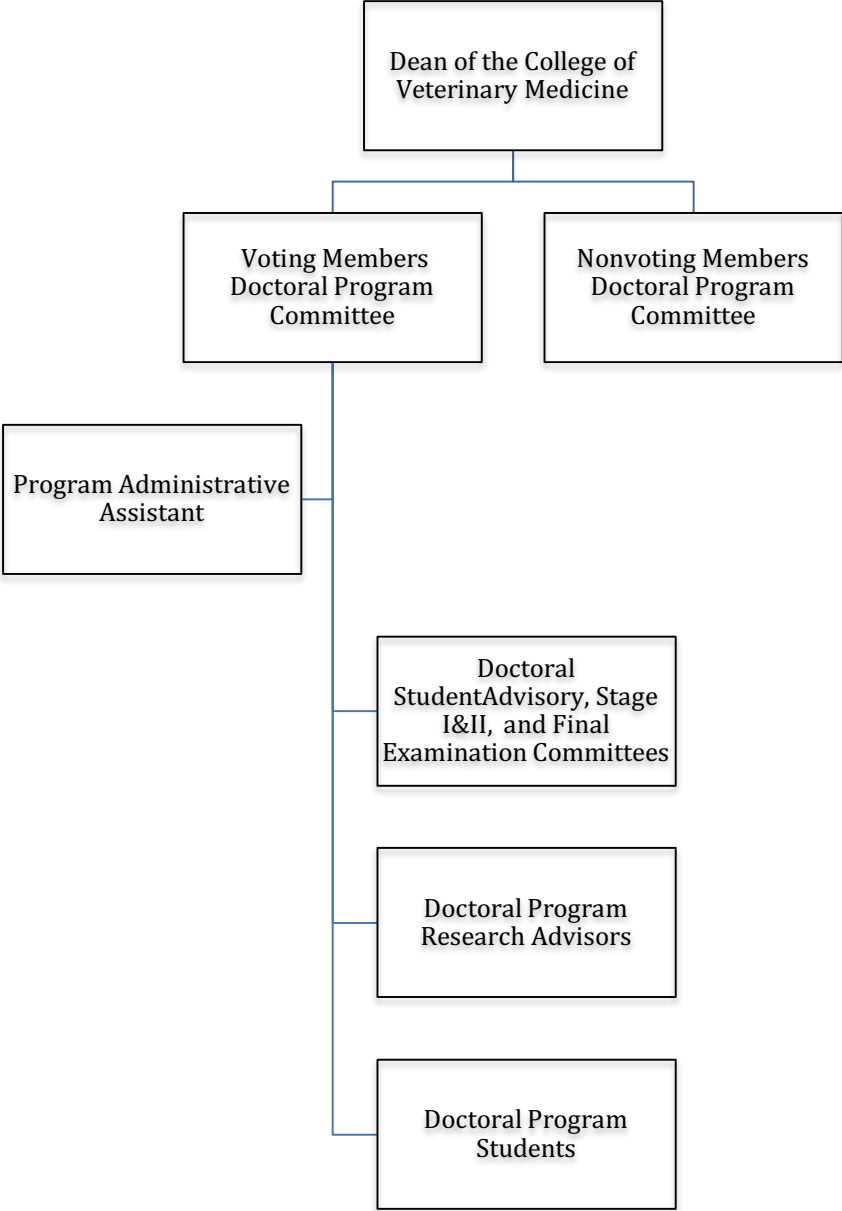 Dean of the College of
Veterinary Medicine
Voting Members
Doctoral Program
Committee
Nonvoting Members
Doctoral Program
Committee
Program Administrative
Assistant
Doctoral
StudentAdvisory, Stage
I&II,  and Final
Examination Committees
Doctoral Program
Research Advisors
Doctoral Program
Students